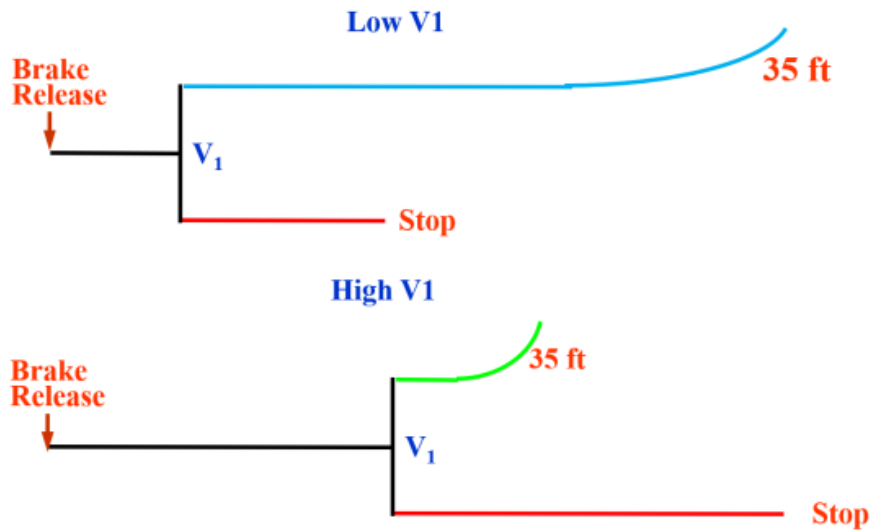 Low V1
Brake
Release
35 ft
V₁
Stop
High V1
Brake
Release
35 ft
V₁
Stop